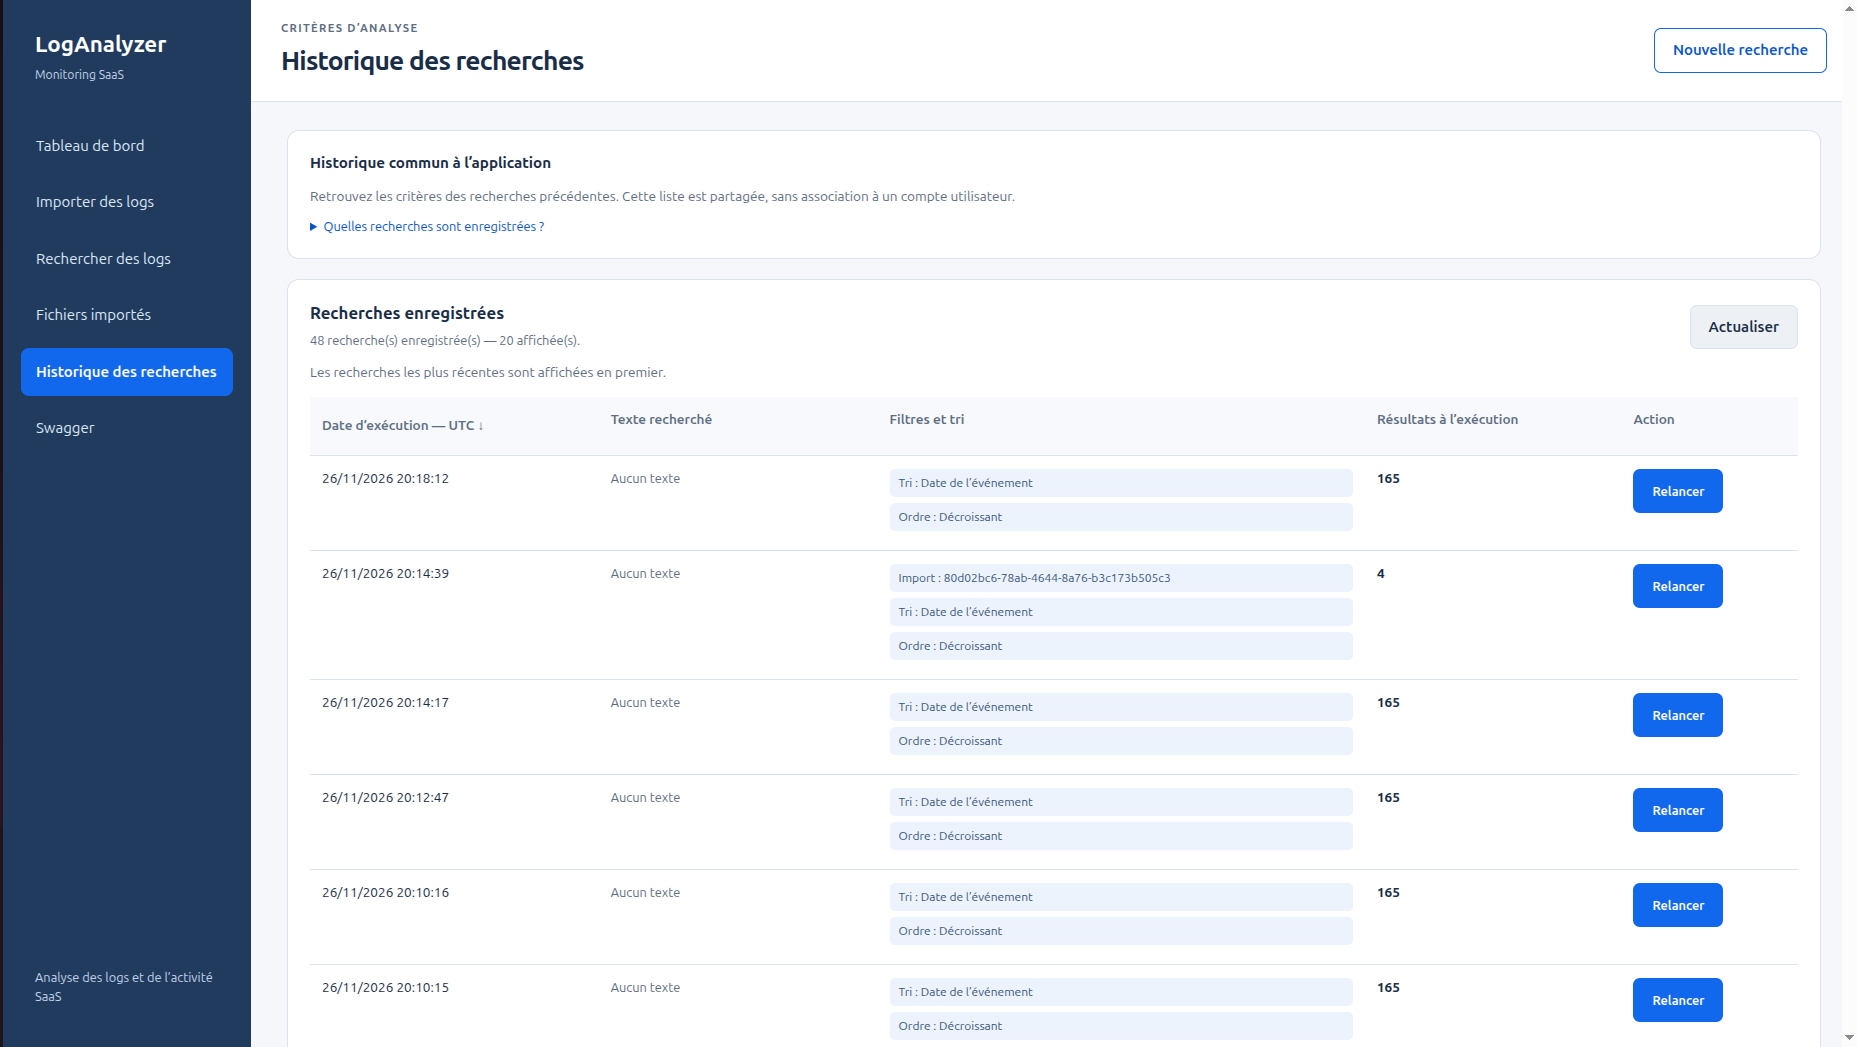 LogAnalyzer
Monitoring SaaS
Tableau de bord
Importer des logs
Rechercher des logs
Fichiers importés
Historique des recherches
Swagger
Analyse des logs et de l’activité
SaaS
CRITÈRES D’ANALYSE
Historique des recherches
Nouvelle recherche
Historique commun à l’application
Retrouvez les critères des recherches précédentes. Cette liste est partagée, sans association à un compte utilisateur.
▶ Quelles recherches sont enregistrées ?
Recherches enregistrées
48 recherche(s) enregistrée(s) — 20 affichée(s).
Actualiser
Les recherches les plus récentes sont affichées en premier.
Date d’exécution — UTC ↓ Texte recherché Filtres et tri Résultats à l’exécution Action
26/11/2026 20:18:12 Aucun texte Tri : Date de l’événement 165 Relancer
Ordre : Décroissant
26/11/2026 20:14:39 Aucun texte Import : 80d02bc6-78ab-4644-8a76-b3c173b505c3 4 Relancer
Tri : Date de l’événement
Ordre : Décroissant
26/11/2026 20:14:17 Aucun texte Tri : Date de l’événement 165 Relancer
Ordre : Décroissant
26/11/2026 20:12:47 Aucun texte Tri : Date de l’événement 165 Relancer
Ordre : Décroissant
26/11/2026 20:10:16 Aucun texte Tri : Date de l’événement 165 Relancer
Ordre : Décroissant
26/11/2026 20:10:15 Aucun texte Tri : Date de l’événement 165 Relancer
Ordre : Décroissant